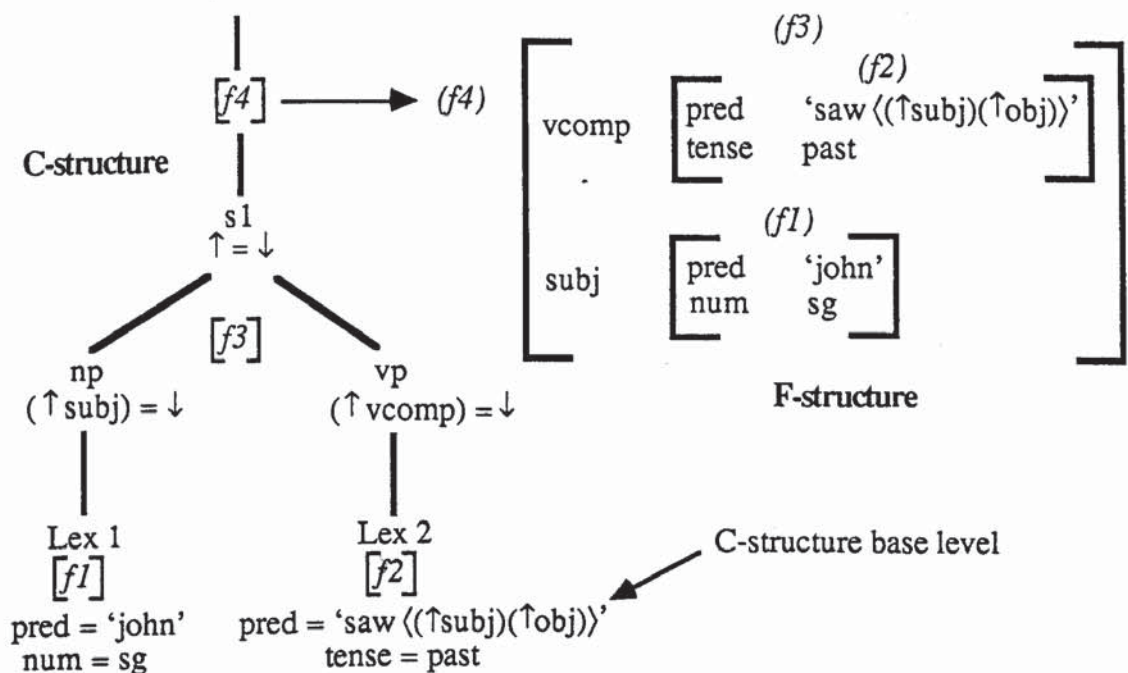 [f4]
(f4)
C-structure
s1
↑ = ↓
[f3]
np
(↑subj) = ↓
vp
(↑vcomp) = ↓
Lex 1
[f1]
pred = ‘john’
num = sg
Lex 2
[f2]
pred = ‘saw ⟨(↑subj)(↑obj)⟩’
tense = past
C-structure base level
(f3)
(f2)
vcomp
pred ‘saw ⟨(↑subj)(↑obj)⟩’
tense past
(f1)
subj
pred ‘john’
num sg
F-structure